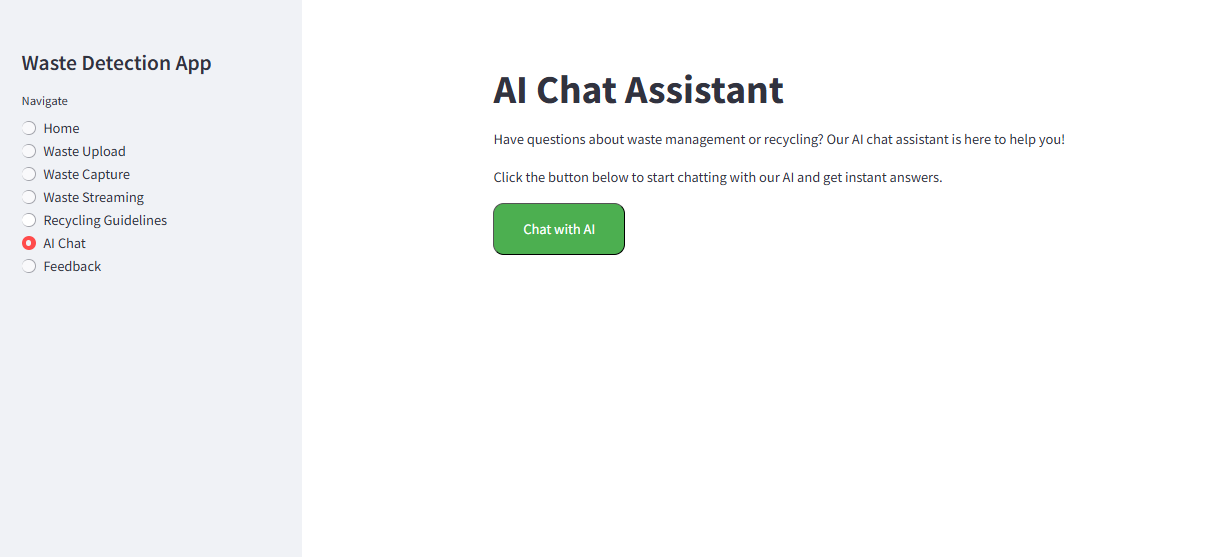 Waste Detection App
Navigate
Home
Waste Upload
Waste Capture
Waste Streaming
Recycling Guidelines
AI Chat
Feedback
AI Chat Assistant
Have questions about waste management or recycling? Our AI chat assistant is here to help you!
Click the button below to start chatting with our AI and get instant answers.
Chat with AI